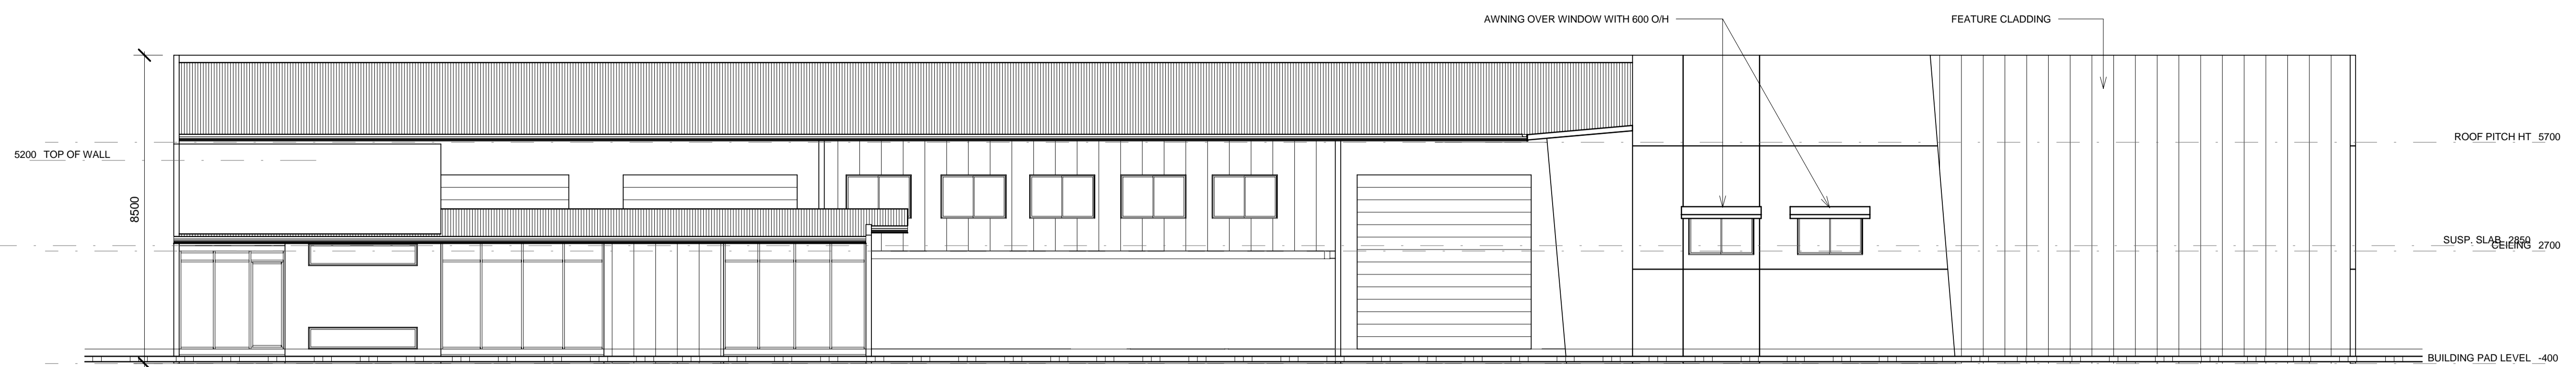 AWNING OVER WINDOW WITH 600 O/H
FEATURE CLADDING
ROOF PITCH HT 5700
5200 TOP OF WALL
8500
SUSP. SLAB 2850
CEILING 2700
BUILDING PAD LEVEL -400